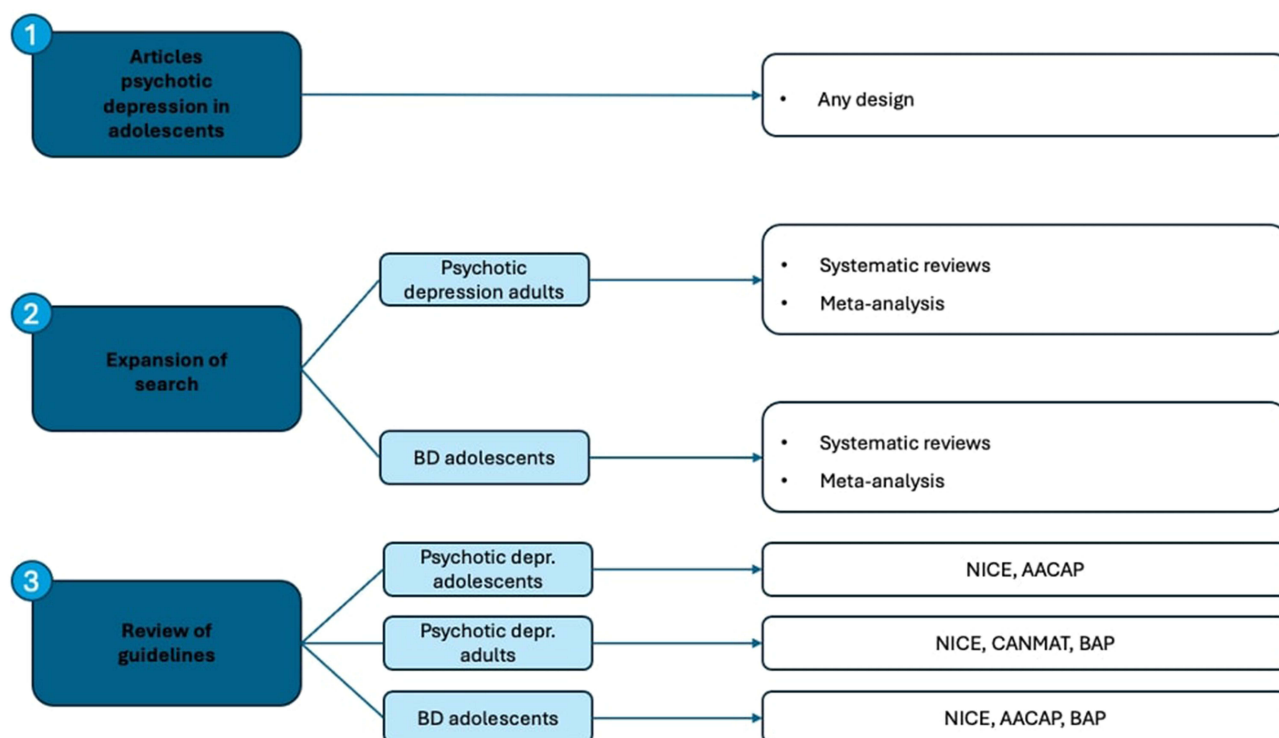 1
Articles
psychotic
depression in
adolescents
• Any design
2
Expansion of
search
Psychotic
depression adults
• Systematic reviews
• Meta-analysis
BD adolescents
• Systematic reviews
• Meta-analysis
3
Review of
guidelines
Psychotic depr.
adolescents
NICE, AACAP
Psychotic depr.
adults
NICE, CANMAT, BAP
BD adolescents
NICE, AACAP, BAP